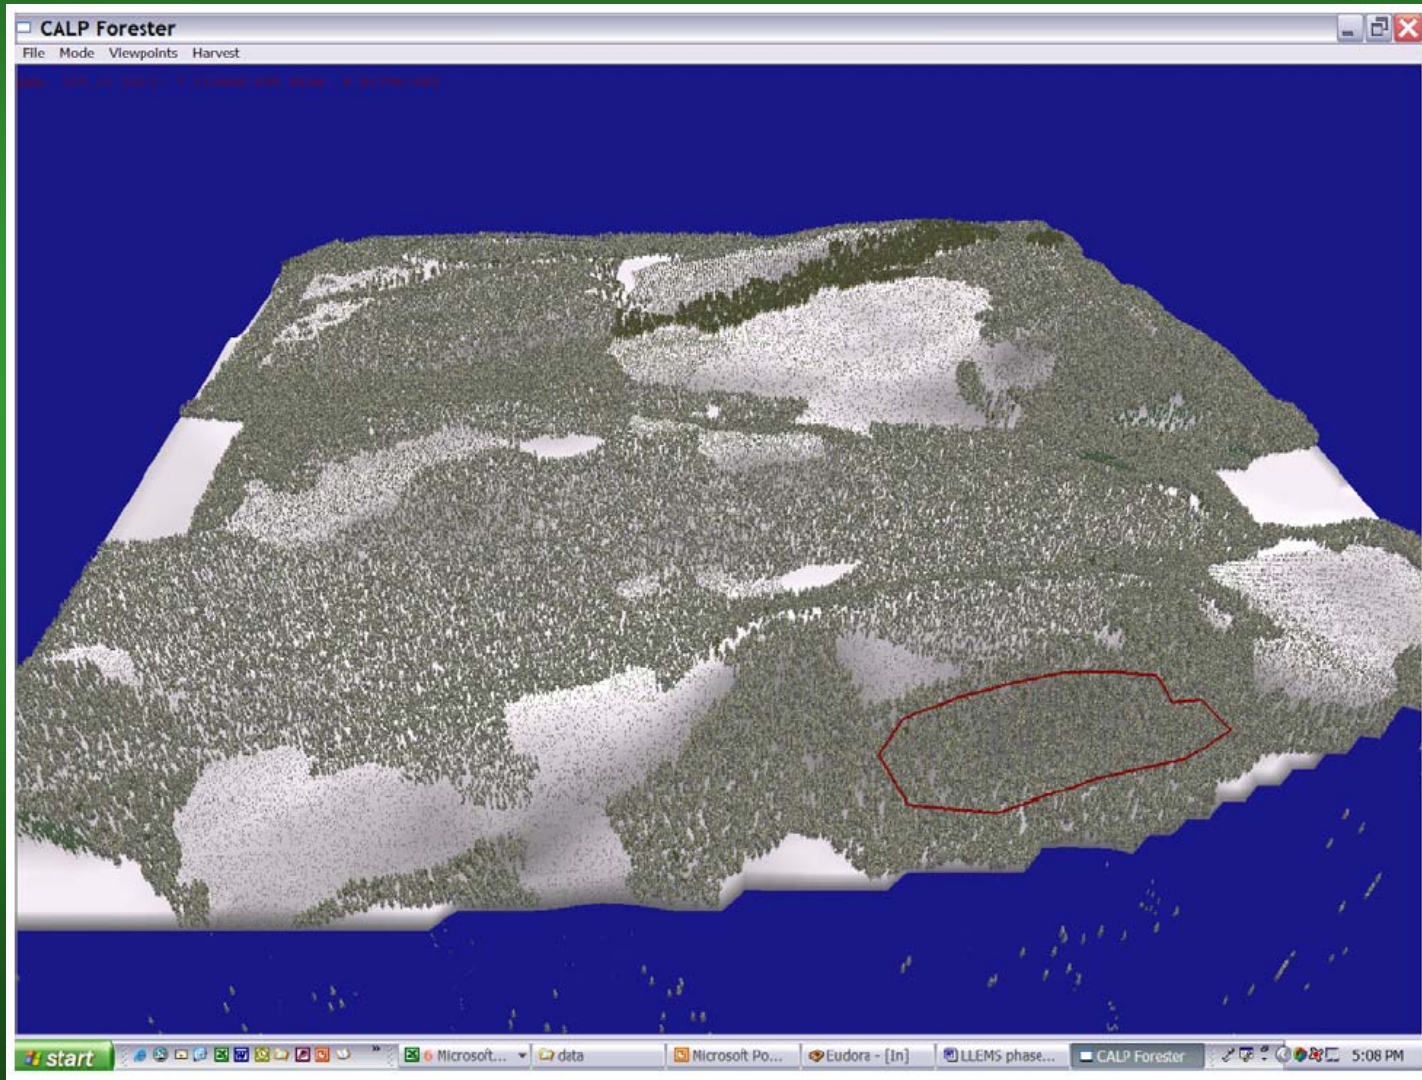 CALP Forester
File Mode Viewpoints Harvest
start
6 Microsoft...
data
Microsoft Po...
Eudora - [In]
LLEMS phase...
CALP Forester
5:08 PM